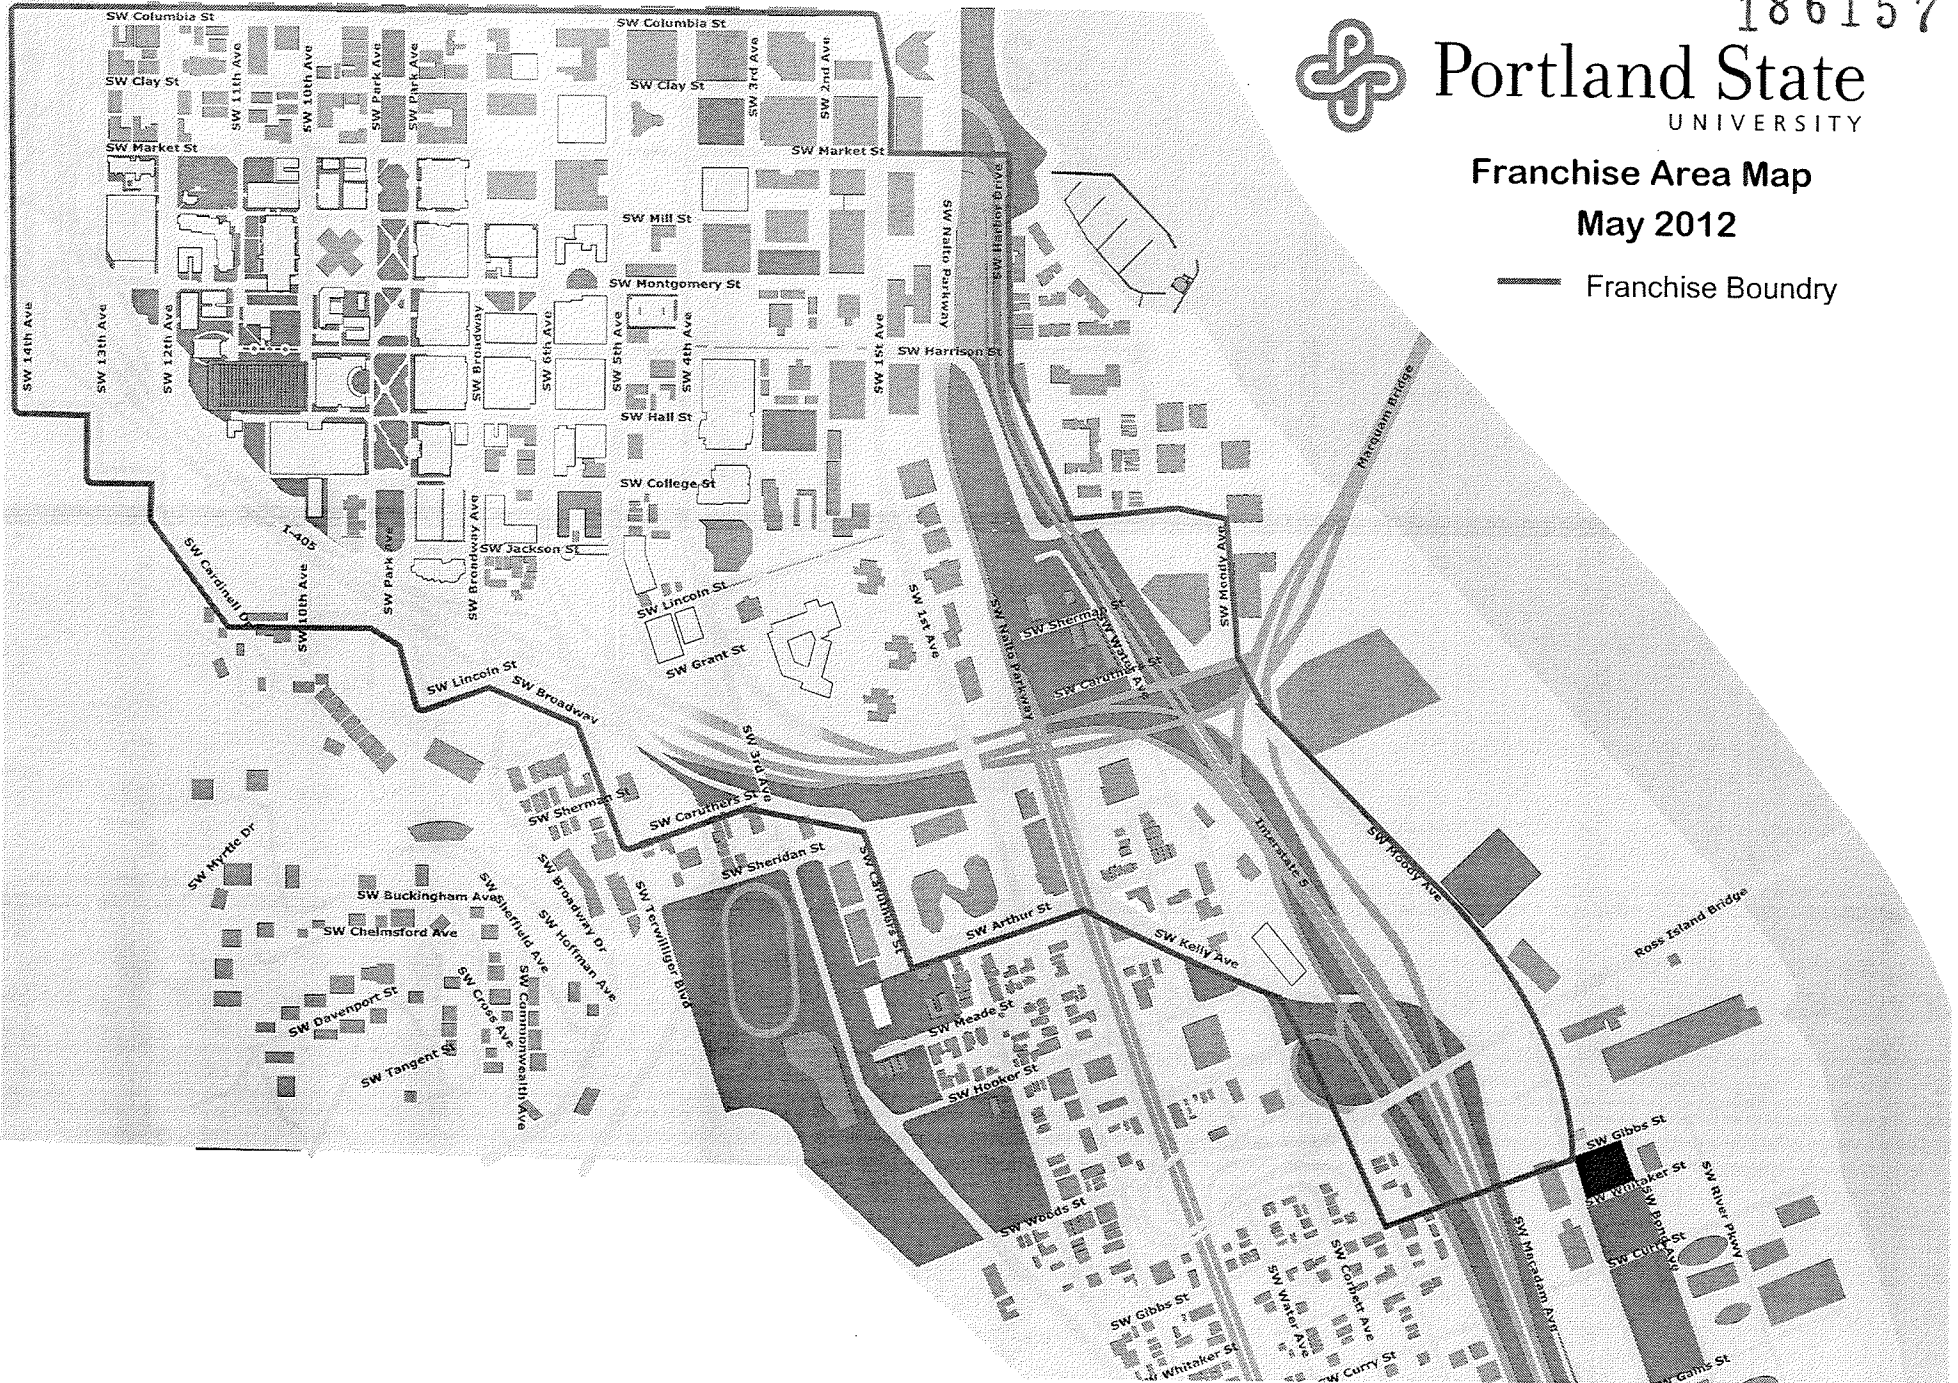 186157
Portland State
UNIVERSITY
Franchise Area Map
May 2012
Franchise Boundry
SW Columbia St
SW Columbia St
SW Clay St
SW Clay St
SW 11th Ave
SW 10th Ave
SW Park Ave
SW Park Ave
SW 3rd Ave
SW 2nd Ave
SW Market St
SW Market St
SW Mill St
SW Naito Parkway
SW Harbor Drive
SW Montgomery St
SW 14th Ave
SW 13th Ave
SW 12th Ave
SW Broadway
SW 6th Ave
SW 5th Ave
SW 4th Ave
SW 1st Ave
SW Harrison St
Marquam Bridge
SW Hall St
SW College St
I-405
SW Park Ave
SW Broadway Ave
SW Jackson St
SW Cardinell Dr
SW 10th Ave
SW Lincoln St
SW Grant St
SW 1st Ave
SW Naito Parkway
SW Sherman St
SW Water Ave
SW Caruthers St
SW Moody Ave
SW Lincoln St
SW Broadway
SW 3rd Ave
SW Sherman St
SW Caruthers St
SW Sheridan St
SW Caruthers St
Interstate 5
SW Moody Ave
SW Myrtle Dr
SW Buckingham Ave
SW Chelmsford Ave
SW Sheffield Ave
SW Hoffman Ave
SW Broadway Dr
SW Terwilliger Blvd
SW Arthur St
SW Kelly Ave
Ross Island Bridge
SW Davenport St
SW Cross Ave
SW Commonwealth Ave
SW Tangent St
SW Meade St
SW Hooker St
SW Woods St
SW Gibbs St
SW Whitaker St
SW Bond Ave
SW River Pkwy
SW Curry St
SW Macadam Ave
SW Corbett Ave
SW Water Ave
SW Gibbs St
Whitaker St
SW Curry St
SW Gaines St